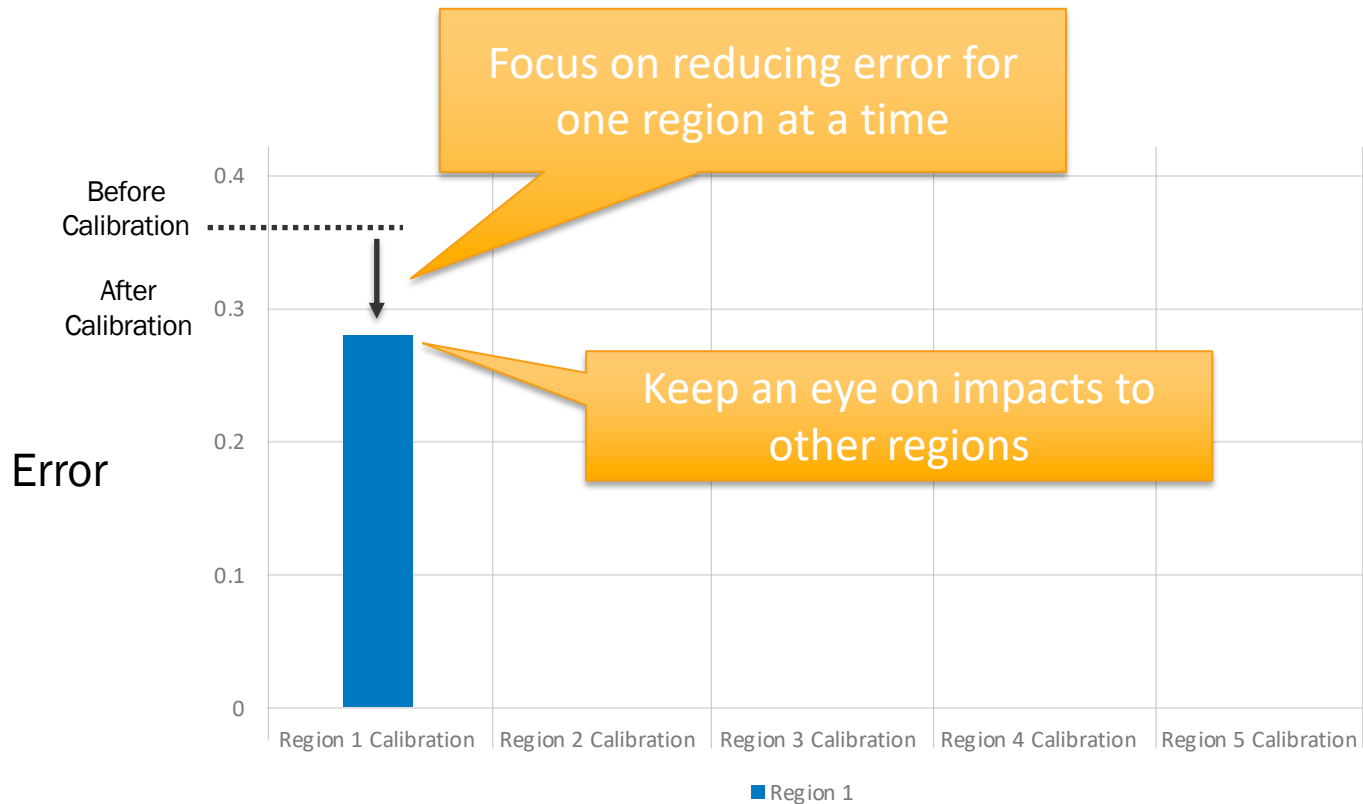 Focus on reducing error for
one region at a time
Before
Calibration
After
Calibration
Keep an eye on impacts to
other regions
Error
0.4
0.3
0.2
0.1
0
Region 1 Calibration
Region 2 Calibration
Region 3 Calibration
Region 4 Calibration
Region 5 Calibration
Region 1